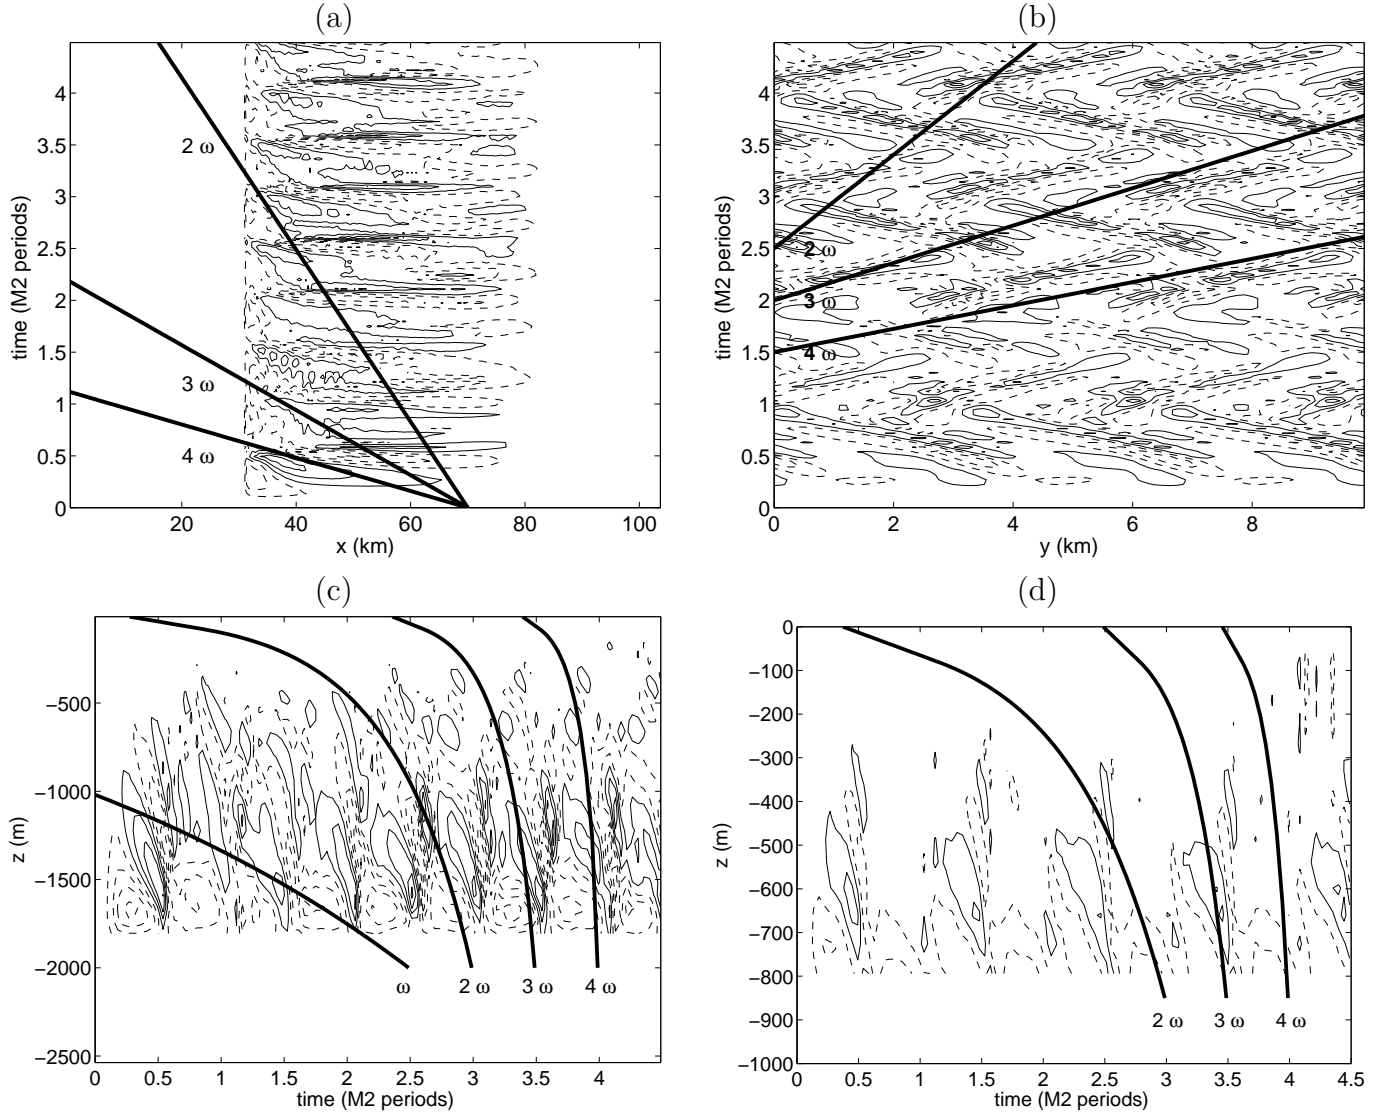 (a)
4
3.5
3
2.5
2
1.5
1
0.5
0
time (M2 periods)
2 ω
3 ω
4 ω
20
40
60
80
100
x (km)
(b)
4
3.5
3
2.5
2
1.5
1
0.5
0
time (M2 periods)
2 ω
3 ω
4 ω
0
2
4
6
8
y (km)
(c)
−500
−1000
−1500
−2000
−2500
z (m)
ω
2 ω
3 ω
4 ω
0
0.5
1
1.5
2
2.5
3
3.5
4
time (M2 periods)
(d)
0
−100
−200
−300
−400
−500
−600
−700
−800
−900
−1000
z (m)
2 ω
3 ω
4 ω
0
0.5
1
1.5
2
2.5
3
3.5
4
4.5
time (M2 periods)